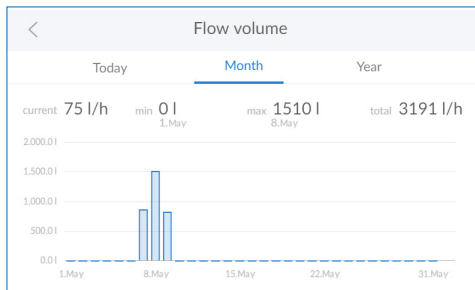 Flow volume
Today Month Year
current 75 l/h min 0 l max 1510 l total 3191 l/h
1.May 8.May
2.000.0 l
1.500.0 l
1.000.0 l
500.0 l
0.0 l
1.May 8.May 15.May 22.May 31.May